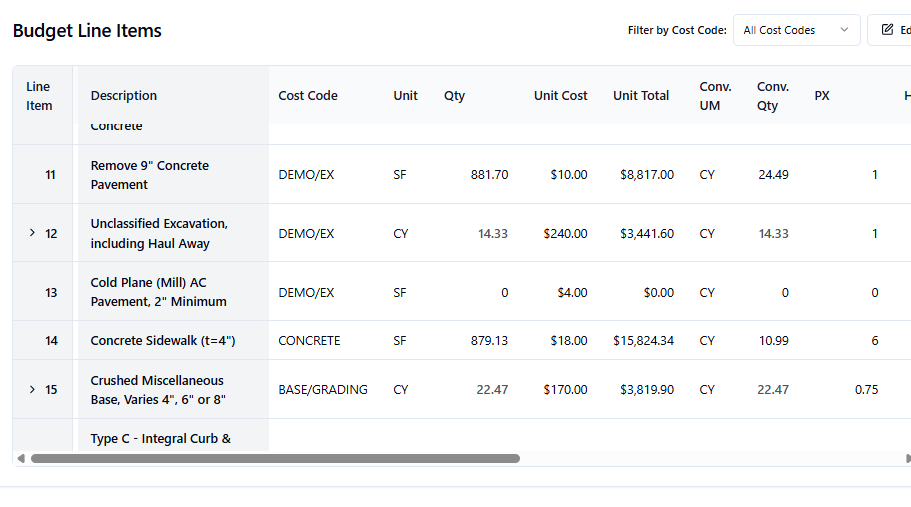 Budget Line Items
Filter by Cost Code:
All Cost Codes
Line Item
Description
Cost Code
Unit
Qty
Unit Cost
Unit Total
Conv. UM
Conv. Qty
PX
Concrete
11 Remove 9" Concrete Pavement DEMO/EX SF 881.70 $10.00 $8,817.00 CY 24.49 1
12 Unclassified Excavation, including Haul Away DEMO/EX CY 14.33 $240.00 $3,441.60 CY 14.33 1
13 Cold Plane (Mill) AC Pavement, 2" Minimum DEMO/EX SF 0 $4.00 $0.00 CY 0 0
14 Concrete Sidewalk (t=4") CONCRETE SF 879.13 $18.00 $15,824.34 CY 10.99 6
15 Crushed Miscellaneous Base, Varies 4", 6" or 8" BASE/GRADING CY 22.47 $170.00 $3,819.90 CY 22.47 0.75
Type C - Integral Curb &